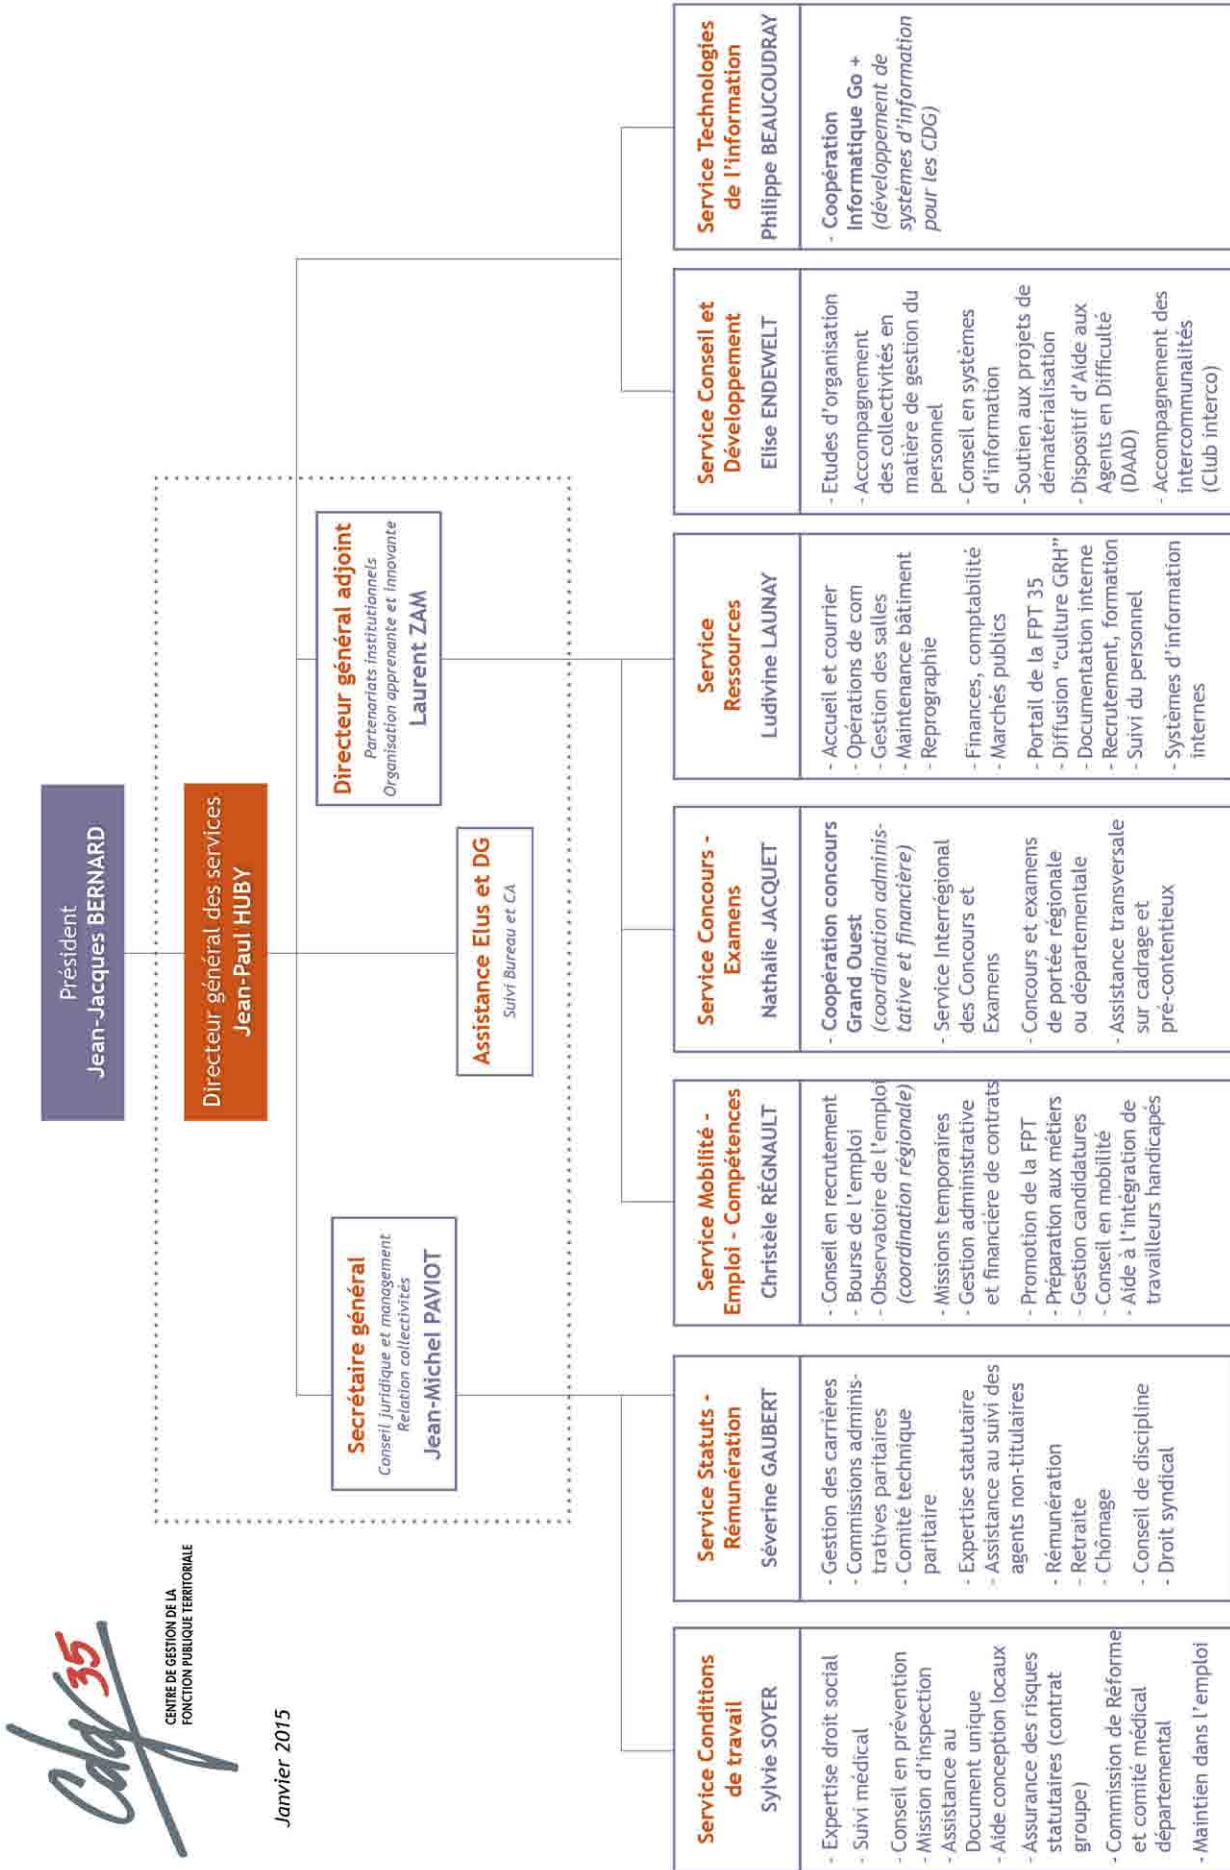 Cdg 35
CENTRE DE GESTION DE LA
FONCTION PUBLIQUE TERRITORIALE
Janvier 2015
Président
Jean-Jacques BERNARD
Directeur général des services
Jean-Paul HUBY
Secrétaire général
Conseil juridique et management
Relation collectivités
Jean-Michel PAVIOT
Assistance Elus et DG
Suivi Bureau et CA
Directeur général adjoint
Partenariats institutionnels
Organisation apprenante et innovante
Laurent ZAM
Service Conditions
de travail
Sylvie SOYER
- Expertise droit social
- Suivi médical
- Conseil en prévention
- Mission d'inspection
- Assistance au
Document unique
- Aide conception locaux
- Assurance des risques
statutaires (contrat
groupe)
- Commission de Réforme
et comité médical
départemental
- Maintien dans l'emploi
Service Statuts -
Rémunération
Séverine GAUBERT
- Gestion des carrières
- Commissions adminis-
tratives paritaires
- Comité technique
paritaire
- Expertise statutaire
- Assistance au suivi des
agents non-titulaires
- Rémunération
- Retraite
- Chômage
- Conseil de discipline
- Droit syndical
Service Mobilité -
Emploi - Compétences
Christèle RÉGNAULT
- Conseil en recrutement
- Bourse de l'emploi
- Observatoire de l'emploi
(coordination régionale)
- Missions temporaires
- Gestion administrative
et financière de contrats
- Promotion de la FPT
- Préparation aux métiers
- Gestion candidatures
- Conseil en mobilité
- Aide à l'intégration de
travailleurs handicapés
Service Concours -
Examens
Nathalie JACQUET
- Coopération concours
Grand Ouest
(coordination adminis-
tative et financière)
- Service Interrégional
des Concours et
Examens
- Concours et examens
de portée régionale
ou départementale
- Assistance transversale
sur cadrage et
pré-contentieux
Service
Ressources
Ludivine LAUNAY
- Accueil et courrier
- Opérations de com
- Gestion des salles
- Maintenance bâtiment
- Reprographie
- Finances, comptabilité
- Marchés publics
- Portail de la FPT 35
- Diffusion "culture GRH"
- Documentation interne
- Recrutement, formation
- Suivi du personnel
- Systèmes d'information
internes
Service Conseil et
Développement
Elise ENDEWELT
- Etudes d'organisation
- Accompagnement
des collectivités en
matière de gestion du
personnel
- Conseil en systèmes
d'information
- Soutien aux projets de
dématérialisation
- Dispositif d'Aide aux
Agents en Difficulté
(DAAD)
- Accompagnement des
intercommunalités
(Club interco)
Service Technologies
de l'information
Philippe BEAUCOUDRAY
- Coopération
Informatique Go +
(développement de
systèmes d'information
pour les CDG)